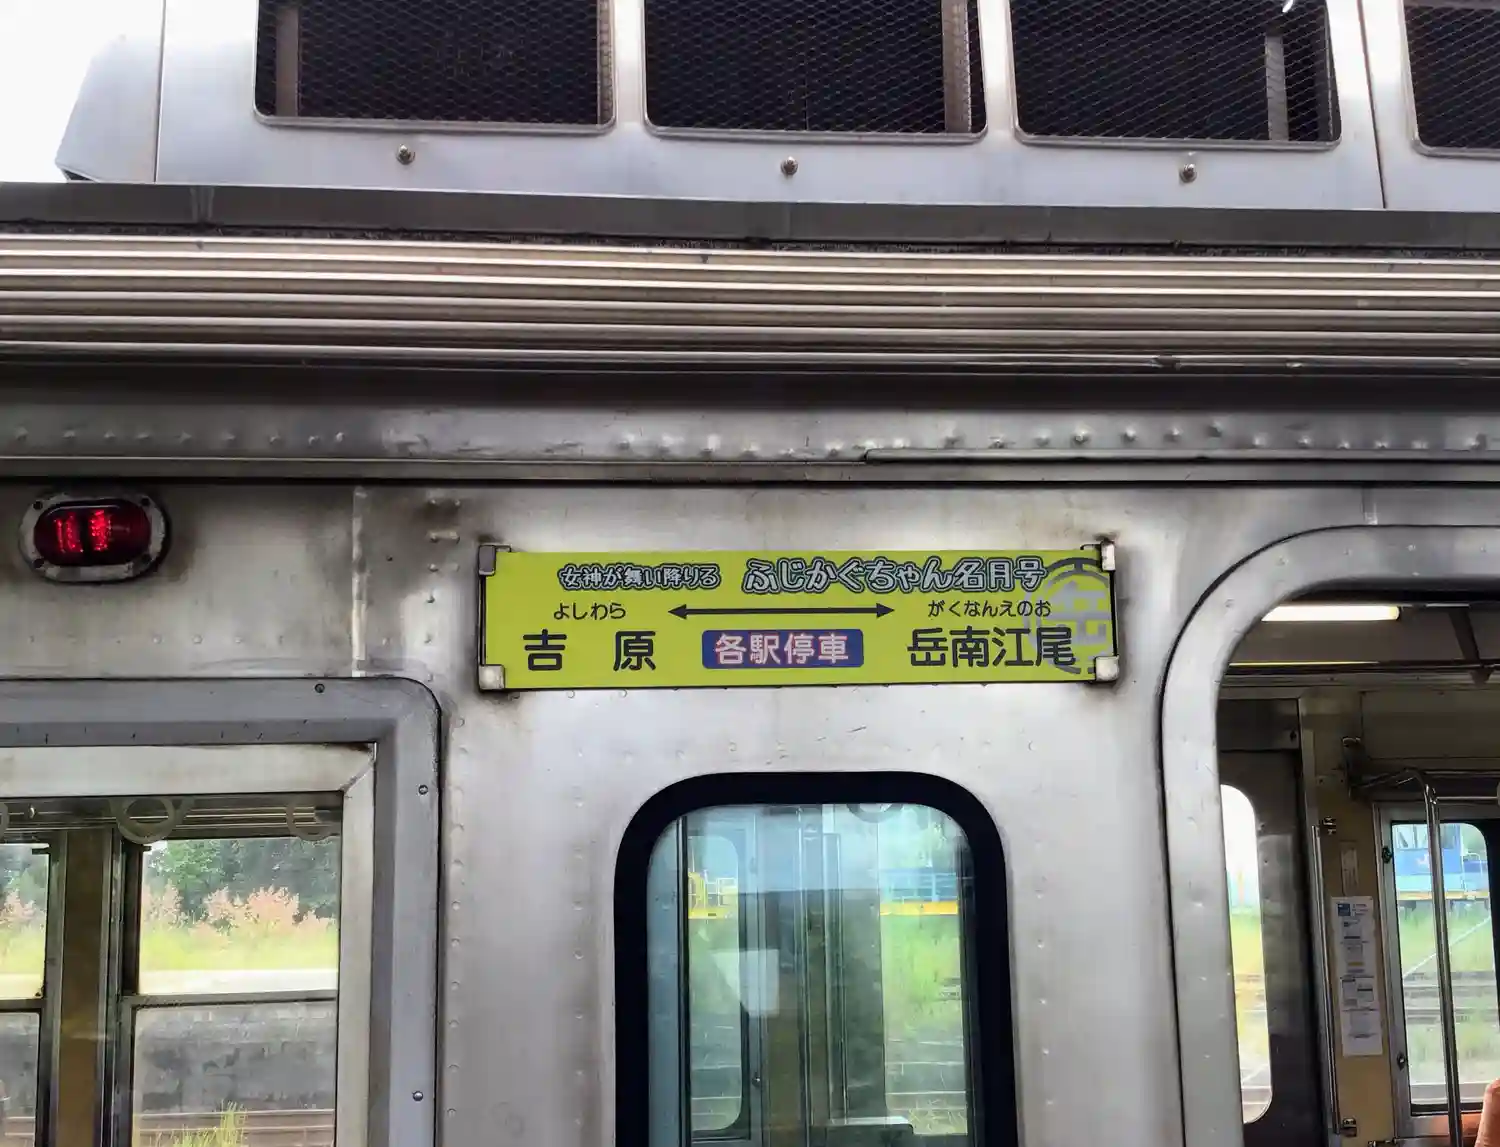 女神が舞い降りる ふじかぐちゃん名月号
よしわら ←→ がくなんえのお
吉原 各駅停車 岳南江尾